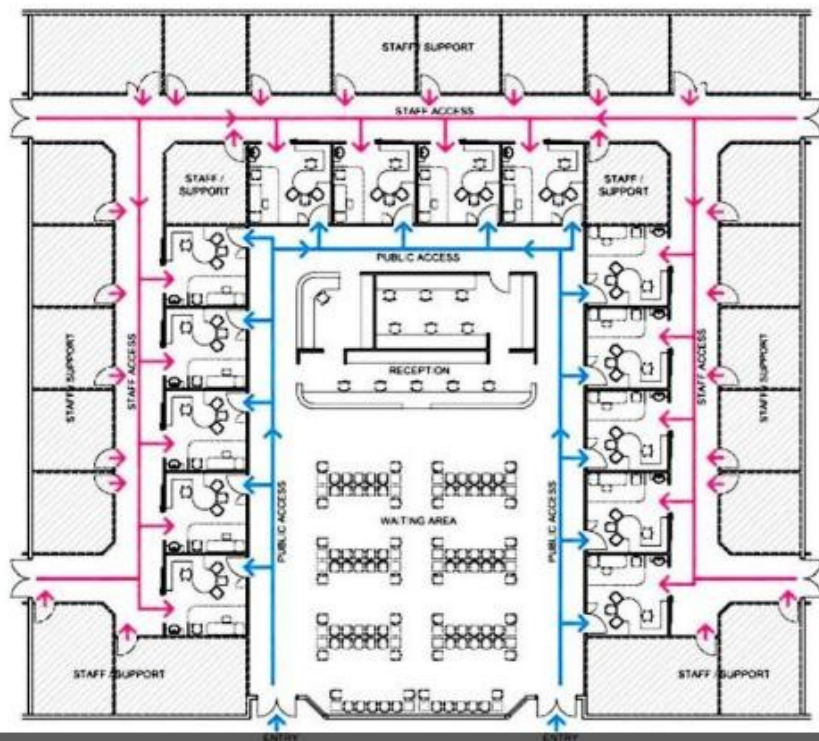 STAFF / SUPPORT
STAFF ACCESS
STAFF /
SUPPORT
STAFF /
SUPPORT
PUBLIC ACCESS
STAFF / SUPPORT
STAFF ACCESS
RECEPTION
STAFF ACCESS
STAFF / SUPPORT
PUBLIC ACCESS
WAITING AREA
PUBLIC ACCESS
STAFF / SUPPORT
STAFF / SUPPORT
ENTRY
ENTRY